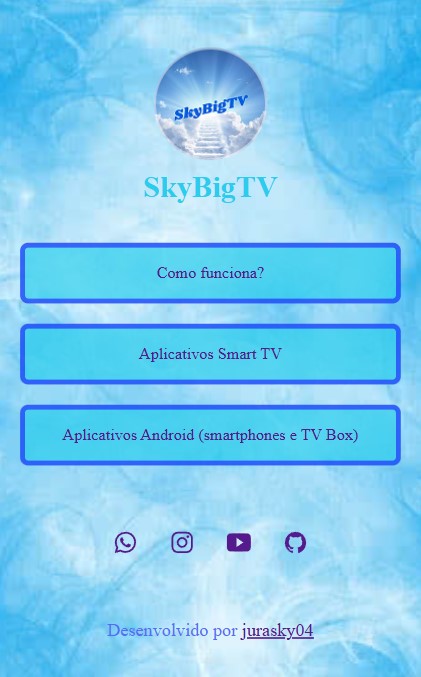 SkyBigTV
SkyBigTV
Como funciona?
Aplicativos Smart TV
Aplicativos Android (smartphones e TV Box)
Desenvolvido por jurasky04